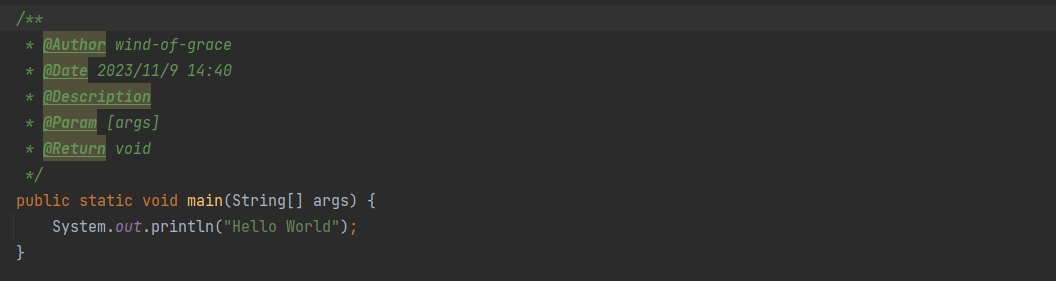 /**
 * @Author wind-of-grace
 * @Date 2023/11/9 14:40
 * @Description
 * @Param [args]
 * @Return void
 */
public static void main(String[] args) {
    System.out.println("Hello World");
}